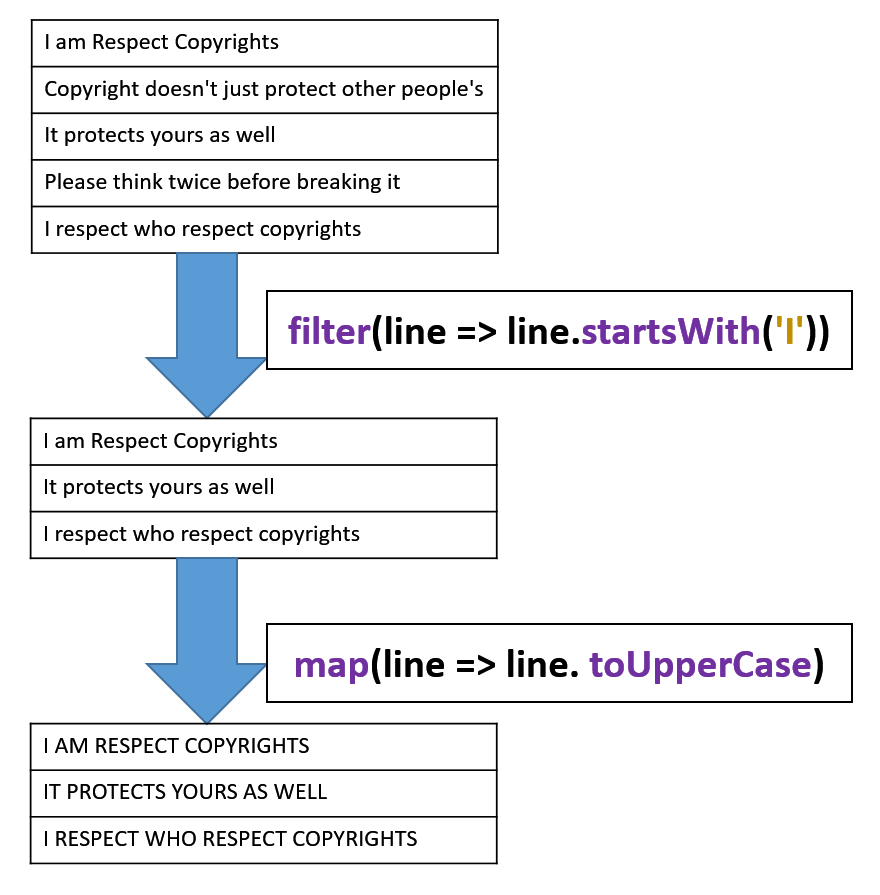 I am Respect Copyrights
Copyright doesn't just protect other people's
It protects yours as well
Please think twice before breaking it
I respect who respect copyrights
filter(line => line.startsWith('I'))
I am Respect Copyrights
It protects yours as well
I respect who respect copyrights
map(line => line. toUpperCase)
I AM RESPECT COPYRIGHTS
IT PROTECTS YOURS AS WELL
I RESPECT WHO RESPECT COPYRIGHTS